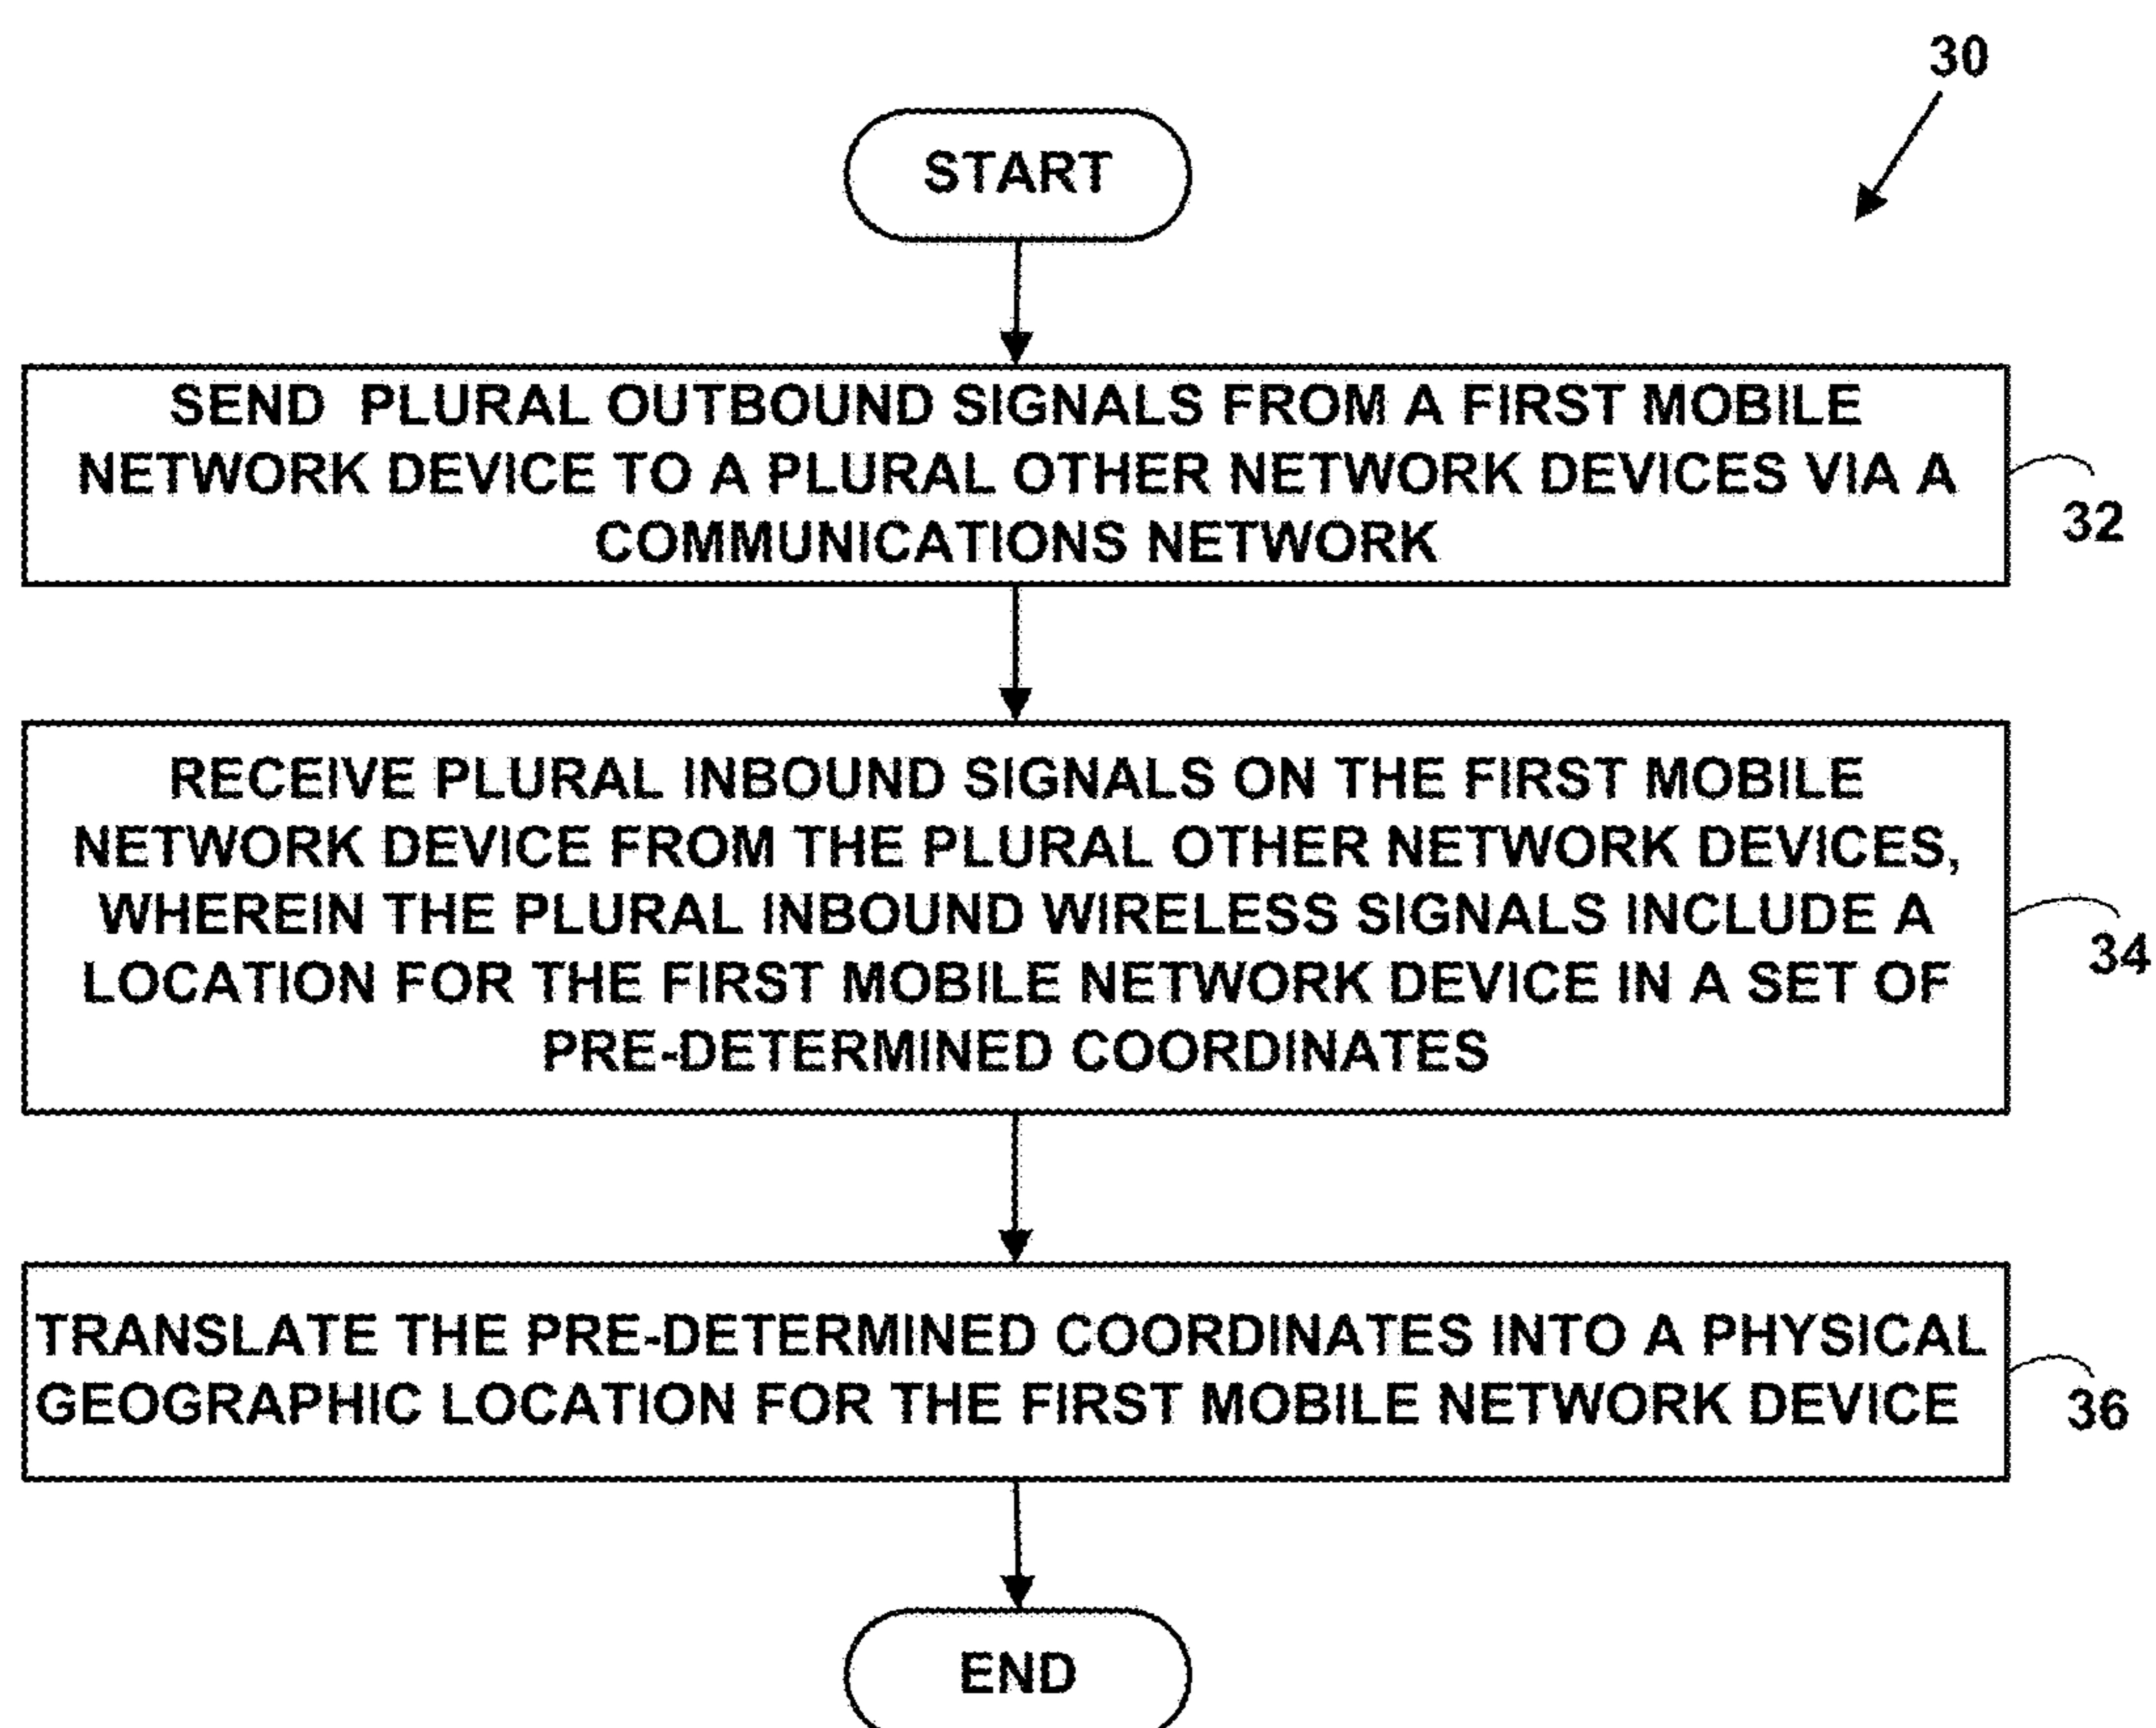 30
START
SEND PLURAL OUTBOUND SIGNALS FROM A FIRST MOBILE
NETWORK DEVICE TO A PLURAL OTHER NETWORK DEVICES VIA A
COMMUNICATIONS NETWORK
32
RECEIVE PLURAL INBOUND SIGNALS ON THE FIRST MOBILE
NETWORK DEVICE FROM THE PLURAL OTHER NETWORK DEVICES,
WHEREIN THE PLURAL INBOUND WIRELESS SIGNALS INCLUDE A
LOCATION FOR THE FIRST MOBILE NETWORK DEVICE IN A SET OF
PRE-DETERMINED COORDINATES
34
TRANSLATE THE PRE-DETERMINED COORDINATES INTO A PHYSICAL
GEOGRAPHIC LOCATION FOR THE FIRST MOBILE NETWORK DEVICE
36
END